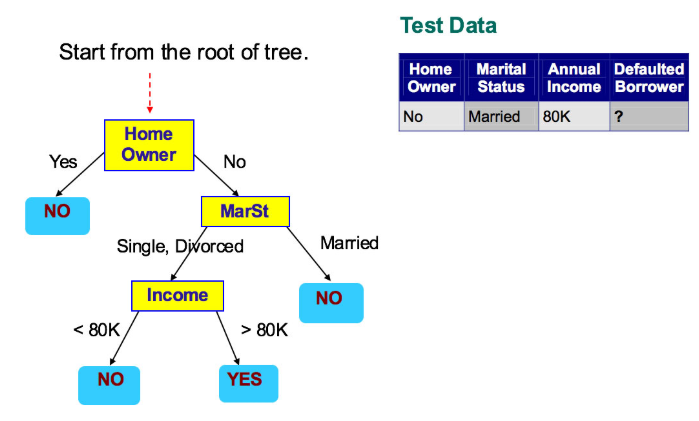 Test Data
Start from the root of tree.
Home Marital Annual Defaulted
Owner Status Income Borrower
No Married 80K ?
Home
Owner
Yes
No
NO
MarSt
Single, Divorced
Married
Income
NO
< 80K
> 80K
NO
YES